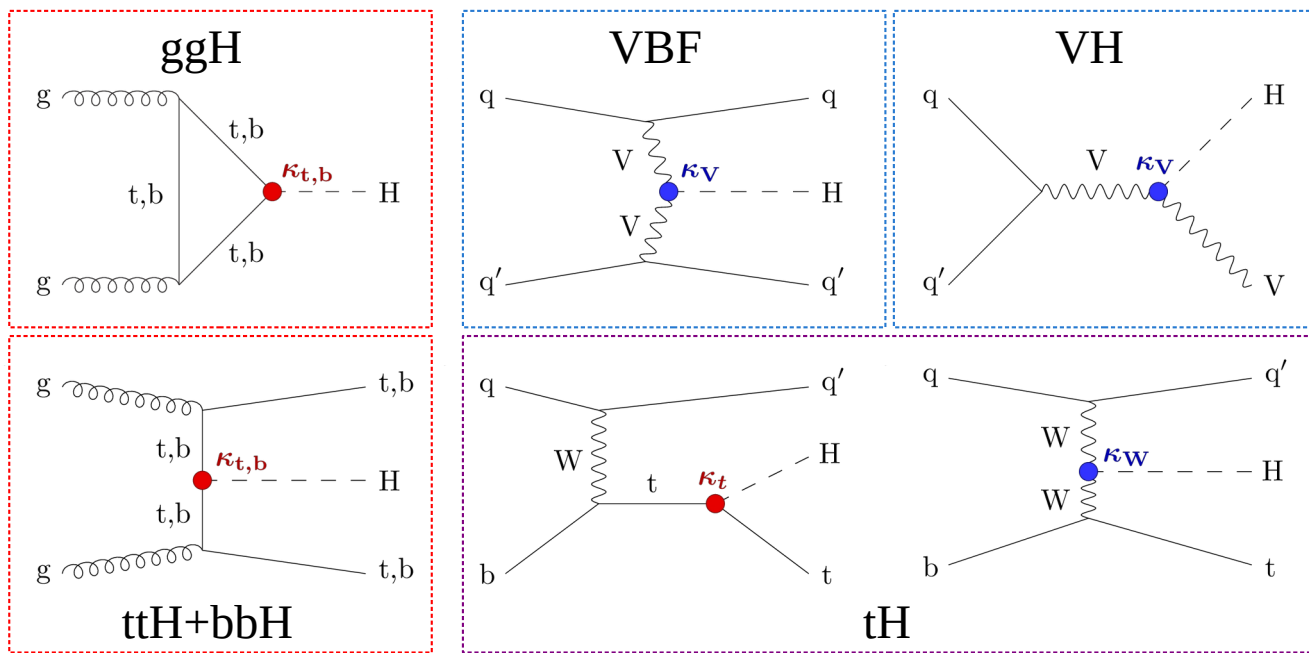 ggH
g
t,b
t,b
κt,b
H
t,b
g
VBF
q
q
V
κV
H
V
q′
q′
VH
q
H
V
κV
q′
V
g
t,b
t,b
κt,b
H
t,b
g
t,b
ttH+bbH
q
q′
W
H
t
κt
b
t
q
q′
W
κW
H
W
b
t
tH